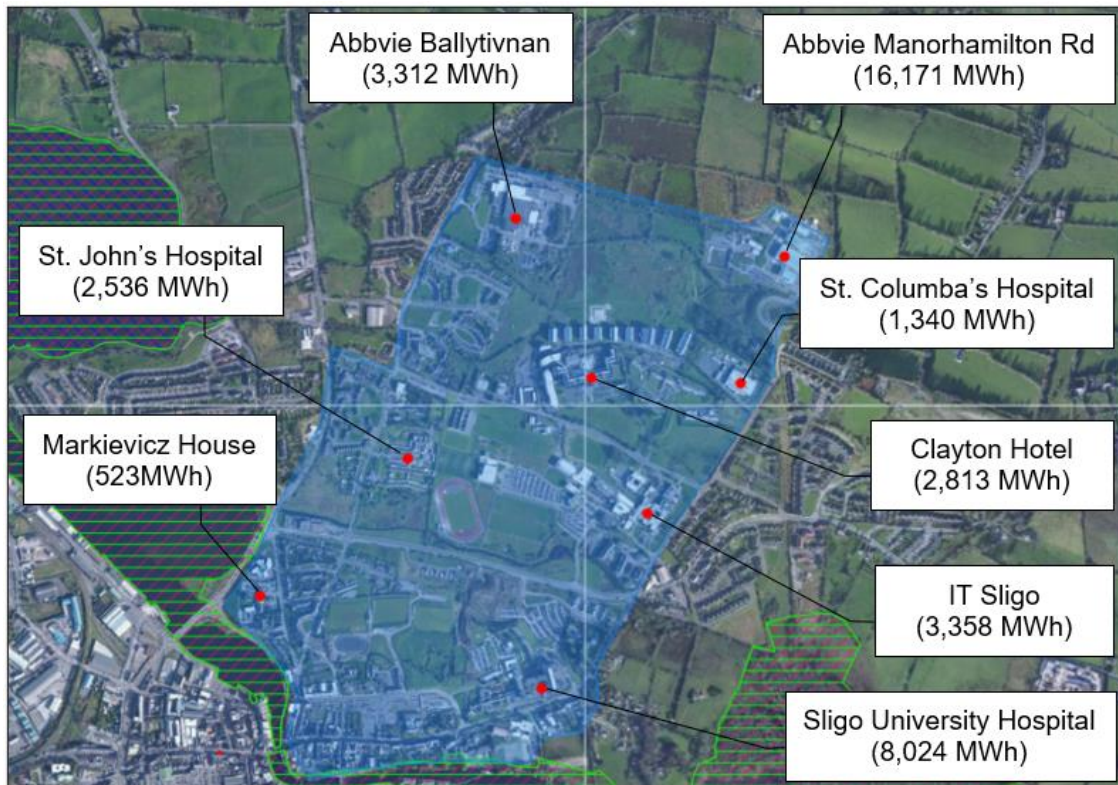 Abbvie Ballytivnan
(3,312 MWh)
Abbvie Manorhamilton Rd
(16,171 MWh)
St. John’s Hospital
(2,536 MWh)
St. Columba’s Hospital
(1,340 MWh)
Markievicz House
(523MWh)
Clayton Hotel
(2,813 MWh)
IT Sligo
(3,358 MWh)
Sligo University Hospital
(8,024 MWh)